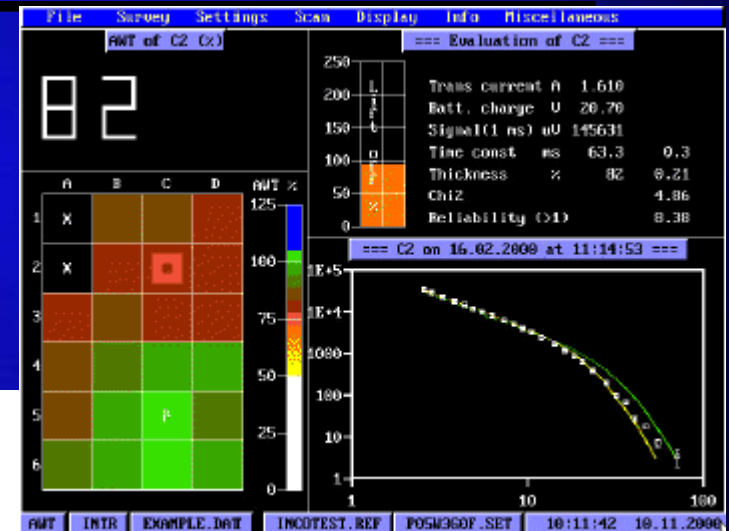 File Survey Settings Scan Display Info Miscellaneous
AWT of C2 (%)
82
=== Evaluation of C2 ===
250
200
150
100
50
0
%
Trans current A 1.610
Batt. charge V 20.70
Signal(1 ms) uV 145631
Time const ms 63.3 0.3
Thickness % 82 0.21
Chi2 4.86
Reliability (>1) 8.38
A B C D AWT %
1 X
2 X
3
4
5
6
125
100
75
50
25
0
=== C2 on 16.02.2000 at 11:14:53 ===
1E+5
1E+4
1000
100
10
1
1 10 100
AWT INTR EXAMPLE.DAT INCOTEST.REF POSW3GOF.SET 10:11:42 10.11.2000